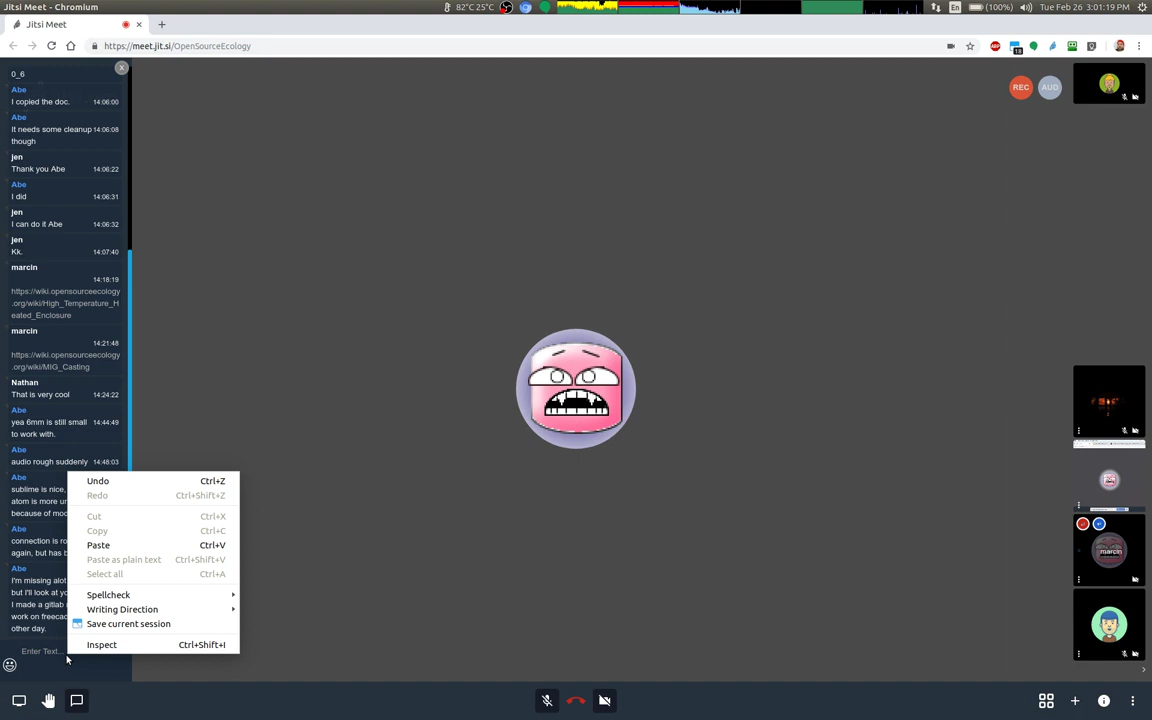 Jitsi Meet - Chromium
82°C 25°C
En
(100%)
Tue Feb 26 3:01:19 PM
Jitsi Meet
https://meet.jit.si/OpenSourceEcology
ABP
18
0_6
Abe
I copied the doc. 14:06:00
Abe
It needs some cleanup 14:06:08
though
jen
Thank you Abe 14:06:22
Abe
I did 14:06:31
jen
I can do it Abe 14:06:32
jen
Kk. 14:07:40
marcin
14:18:19
https://wiki.opensourceecology
.org/wiki/High_Temperature_H
eated_Enclosure
marcin
14:21:48
https://wiki.opensourceecology
.org/wiki/MIG_Casting
Nathan
That is very cool 14:24:22
Abe
yea 6mm is still small 14:44:49
to work with.
Abe
audio rough suddenly 14:48:03
Abe
sublime is nice,
atom is more
because of
Abe
connection is
again, but has
Abe
I'm missing alot
but I'll look at
I made a gitlab
work on
other day.
Enter Text...
Undo Ctrl+Z
Redo Ctrl+Shift+Z
Cut Ctrl+X
Copy Ctrl+C
Paste Ctrl+V
Paste as plain text Ctrl+Shift+V
Select all Ctrl+A
Spellcheck
Writing Direction
Save current session
Inspect Ctrl+Shift+I
REC
AUD
marcin